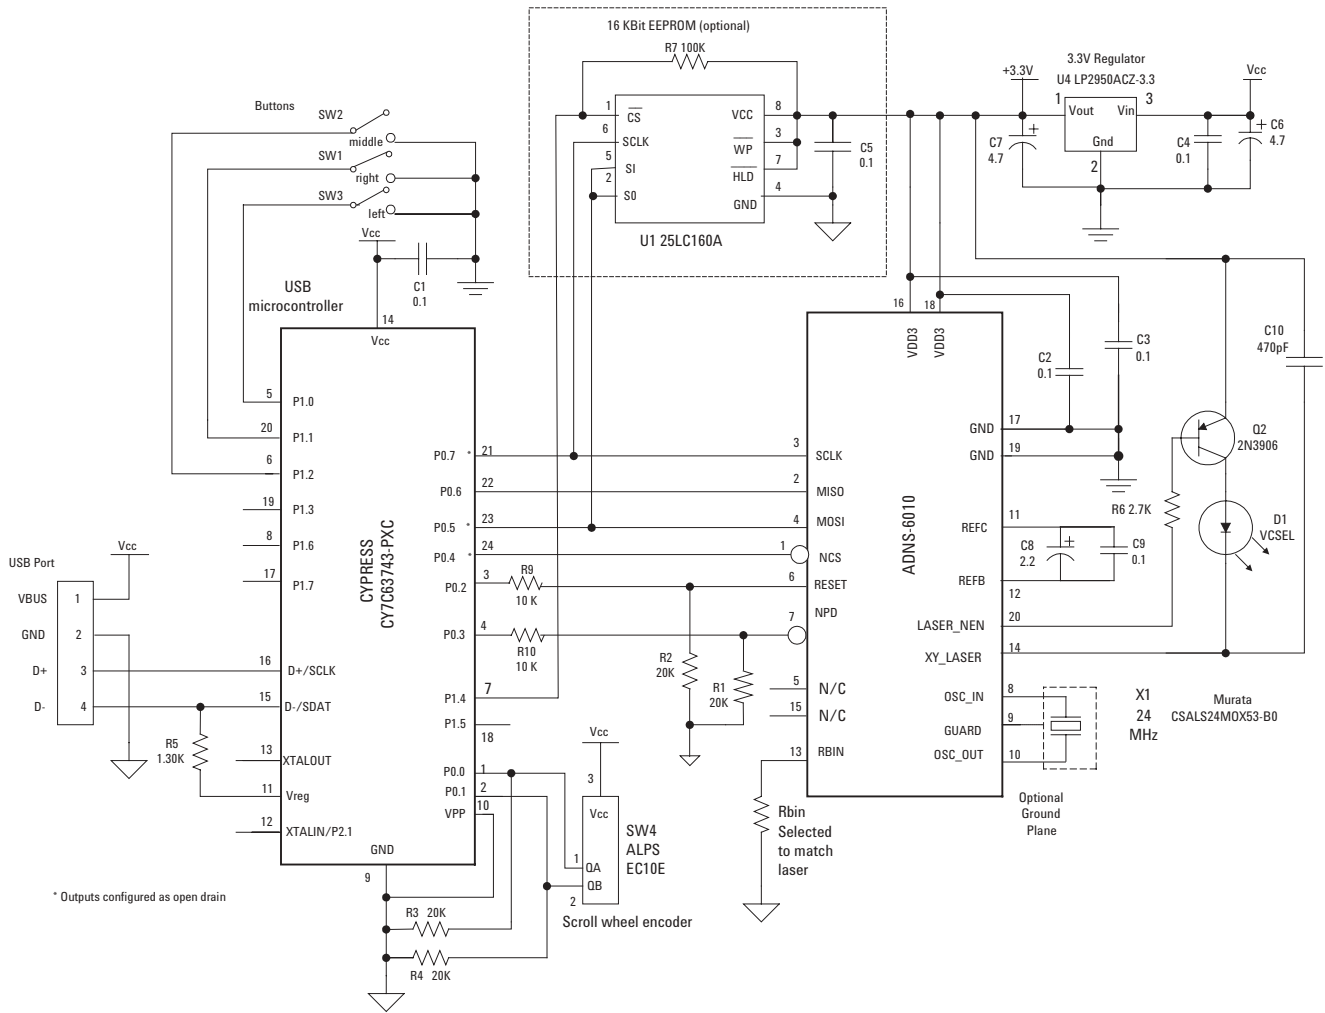 16 KBit EEPROM (optional)
R7 100K
1
CS
6
SCLK
5
SI
2
S0
VCC
8
WP
3
HLD
7
GND
4
U1 25LC160A
C5
0.1
3.3V Regulator
U4 LP2950ACZ-3.3
+3.3V
Vcc
1
Vout
Vin
3
Gnd
2
C7
4.7
+
C4
0.1
+
C6
4.7
Buttons
SW2
middle
SW1
right
SW3
left
Vcc
C1
0.1
USB
microcontroller
14
Vcc
CYPRESS
CY7C63743-PXC
5
P1.0
20
P1.1
6
P1.2
19
P1.3
8
P1.6
17
P1.7
16
D+/SCLK
15
D-/SDAT
13
XTALOUT
11
Vreg
12
XTALIN/P2.1
GND
9
P0.7 * 21
P0.6 22
P0.5 * 23
P0.4 * 24
P0.2 3
P0.3 4
P1.4 7
P1.5
18
P0.0 1
P0.1 2
VPP 10
USB Port
Vcc
VBUS 1
GND 2
D+ 3
D- 4
R5
1.30K
R9
10 K
R10
10 K
R2
20K
R1
20K
R3 20K
R4 20K
Vcc
3
Vcc
1
QA
QB
2
SW4
ALPS
EC10E
Scroll wheel encoder
* Outputs configured as open drain
ADNS-6010
16
VDD3
18
VDD3
3
SCLK
2
MISO
4
MOSI
1
NCS
6
RESET
7
NPD
5
N/C
15
N/C
13
RBIN
Rbin
Selected
to match
laser
GND
17
GND
19
REFC
11
REFB
12
LASER_NEN
20
XY_LASER
14
OSC_IN
8
GUARD
9
OSC_OUT
10
C2
0.1
C3
0.1
C8
2.2
+
C9
0.1
C10
470pF
Q2
2N3906
R6 2.7K
D1
VCSEL
X1
24
MHz
Murata
CSALS24MOX53-B0
Optional
Ground
Plane